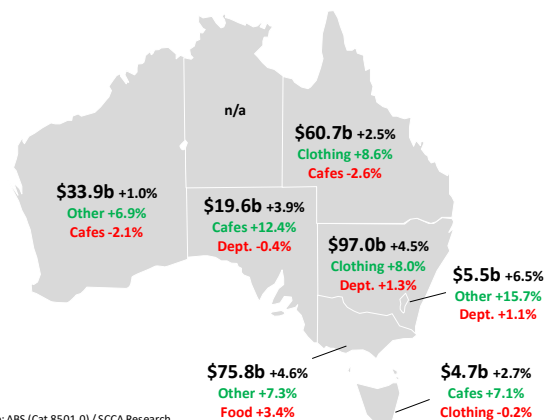 n/a
$60.7b +2.5%
Clothing +8.6%
Cafes -2.6%
$33.9b +1.0%
Other +6.9%
Cafes -2.1%
$19.6b +3.9%
Cafes +12.4%
Dept. -0.4%
$97.0b +4.5%
Clothing +8.0%
Dept. +1.3%
$5.5b +6.5%
Other +15.7%
Dept. +1.1%
$75.8b +4.6%
Other +7.3%
Food +3.4%
$4.7b +2.7%
Cafes +7.1%
Clothing -0.2%
: ABS (Cat.8501.0) / SCCA Research